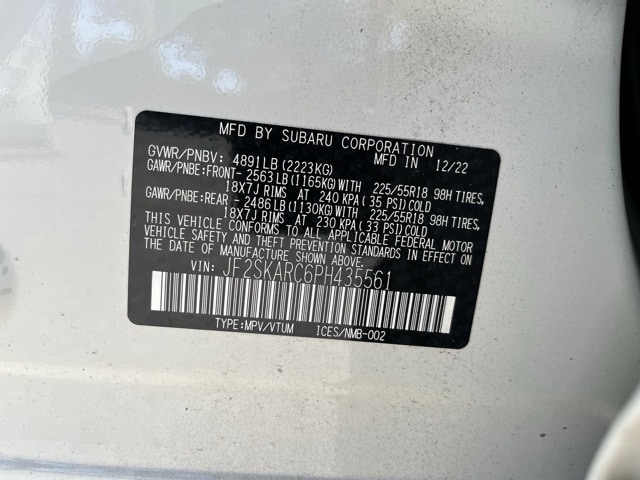 MFD BY SUBARU CORPORATION
GVWR/PNBV: 4891LB (2223KG) MFD IN 12/22
GAWR/PNBE:FRONT- 2563LB(1165KG)WITH 225/55R18 98H TIRES,
18X7J RIMS AT 240 KPA( 35 PSI)COLD
GAWR/PNBE:REAR - 2486LB(1130KG)WITH 225/55R18 98H TIRES,
18X7J RIMS AT 230 KPA( 33 PSI)COLD
THIS VEHICLE CONFORMS TO ALL APPLICABLE FEDERAL MOTOR
VEHICLE SAFETY AND THEFT PREVENTION STANDARDS IN EFFECT ON
THE DATE OF MANUFACTURE SHOWN ABOVE.
VIN: JF2SKARC6PH435561
TYPE:MPV/VTUM ICES/NMB-002